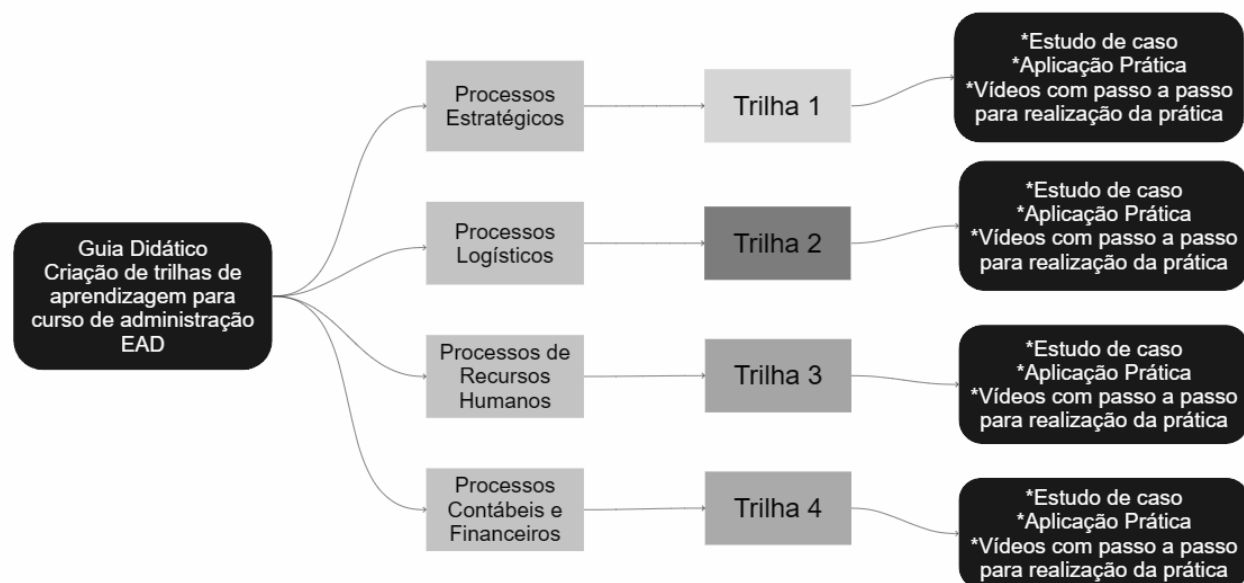 Guia Didático
Criação de trilhas de
aprendizagem para
curso de administração
EAD
Processos
Estratégicos
Trilha 1
*Estudo de caso
*Aplicação Prática
*Vídeos com passo a passo
para realização da prática
Processos
Logísticos
Trilha 2
*Estudo de caso
*Aplicação Prática
*Vídeos com passo a passo
para realização da prática
Processos de
Recursos
Humanos
Trilha 3
*Estudo de caso
*Aplicação Prática
*Vídeos com passo a passo
para realização da prática
Processos
Contábeis e
Financeiros
Trilha 4
*Estudo de caso
*Aplicação Prática
*Vídeos com passo a passo
para realização da prática